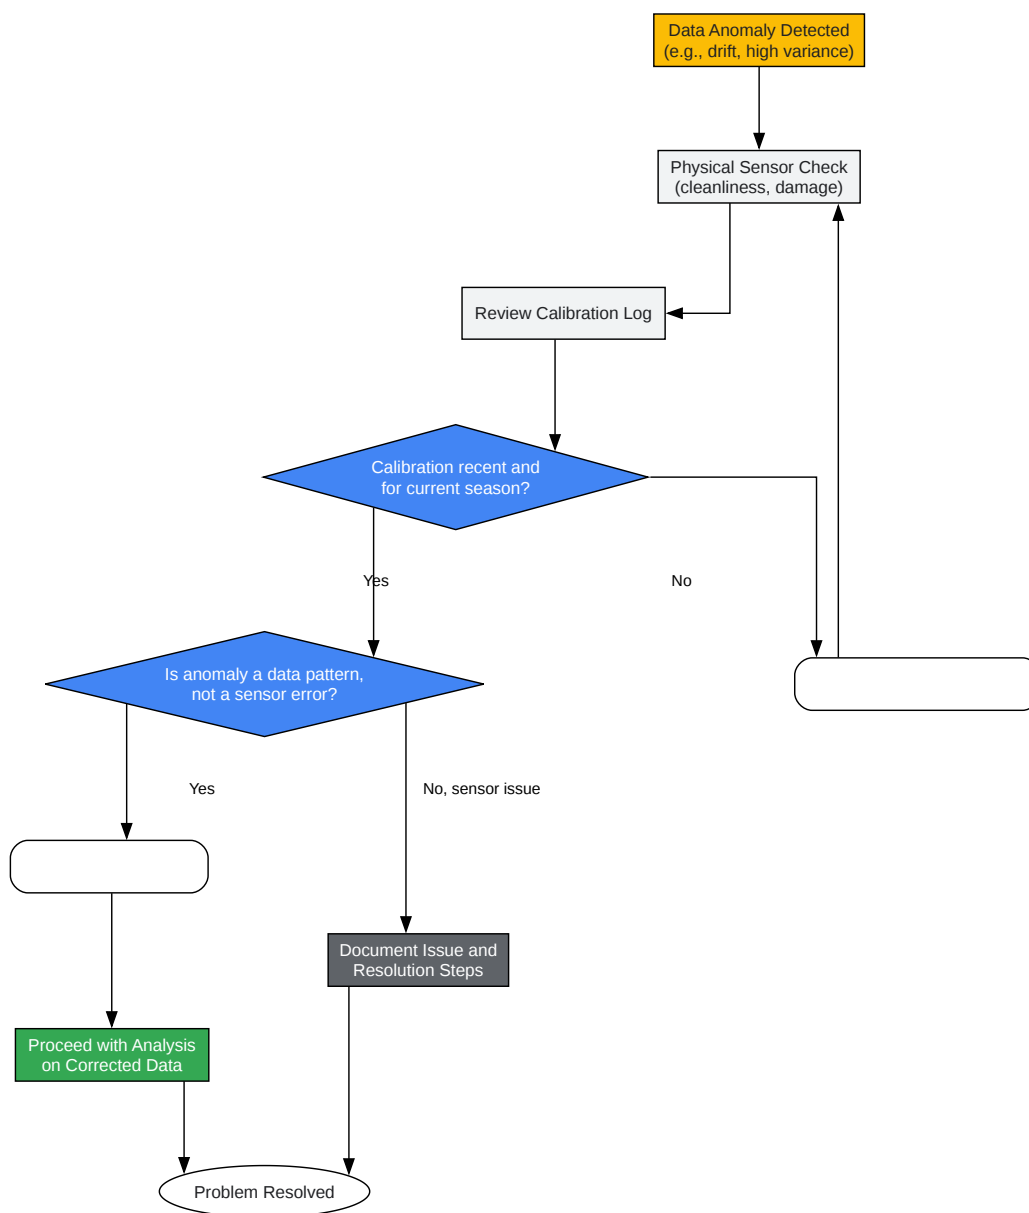 Data Anomaly Detected
(e.g., drift, high variance)
Physical Sensor Check
(cleanliness, damage)
Review Calibration Log
Calibration recent and
for current season?
Yes
No
Is anomaly a data pattern,
not a sensor error?
Yes
No, sensor issue
Document Issue and
Resolution Steps
Proceed with Analysis
on Corrected Data
Problem Resolved